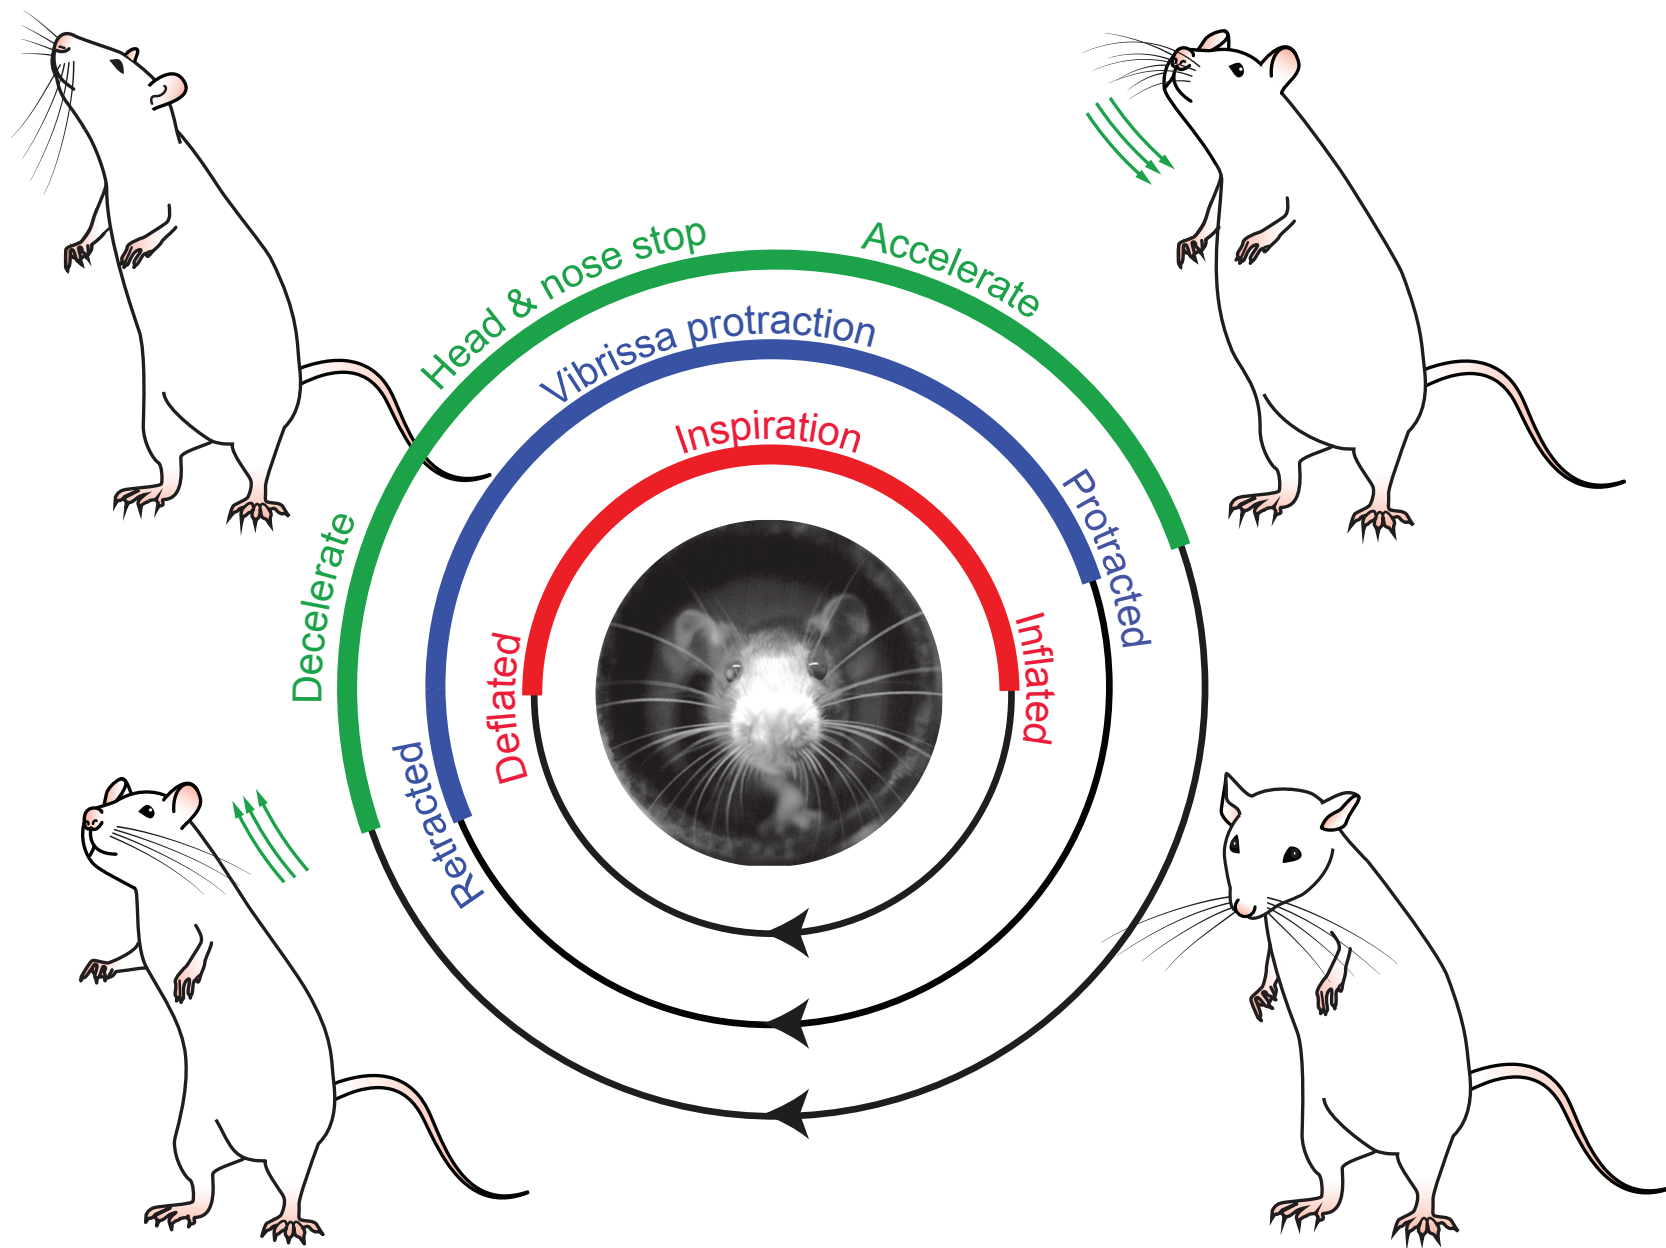 Head & nose stop
Accelerate
Vibrissa protraction
Inspiration
Protracted
Decelerate
Inflated
Deflated
Retracted